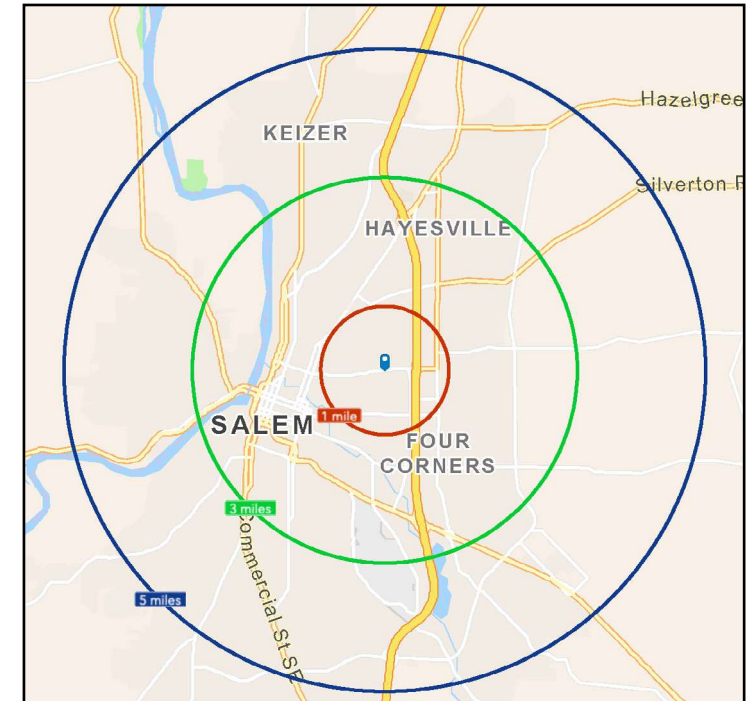 Hazelgree
KEIZER
Silverton R
HAYESVILLE
1 mile
SALEM
FOUR
CORNERS
3 miles
Commercial St SE
5 miles